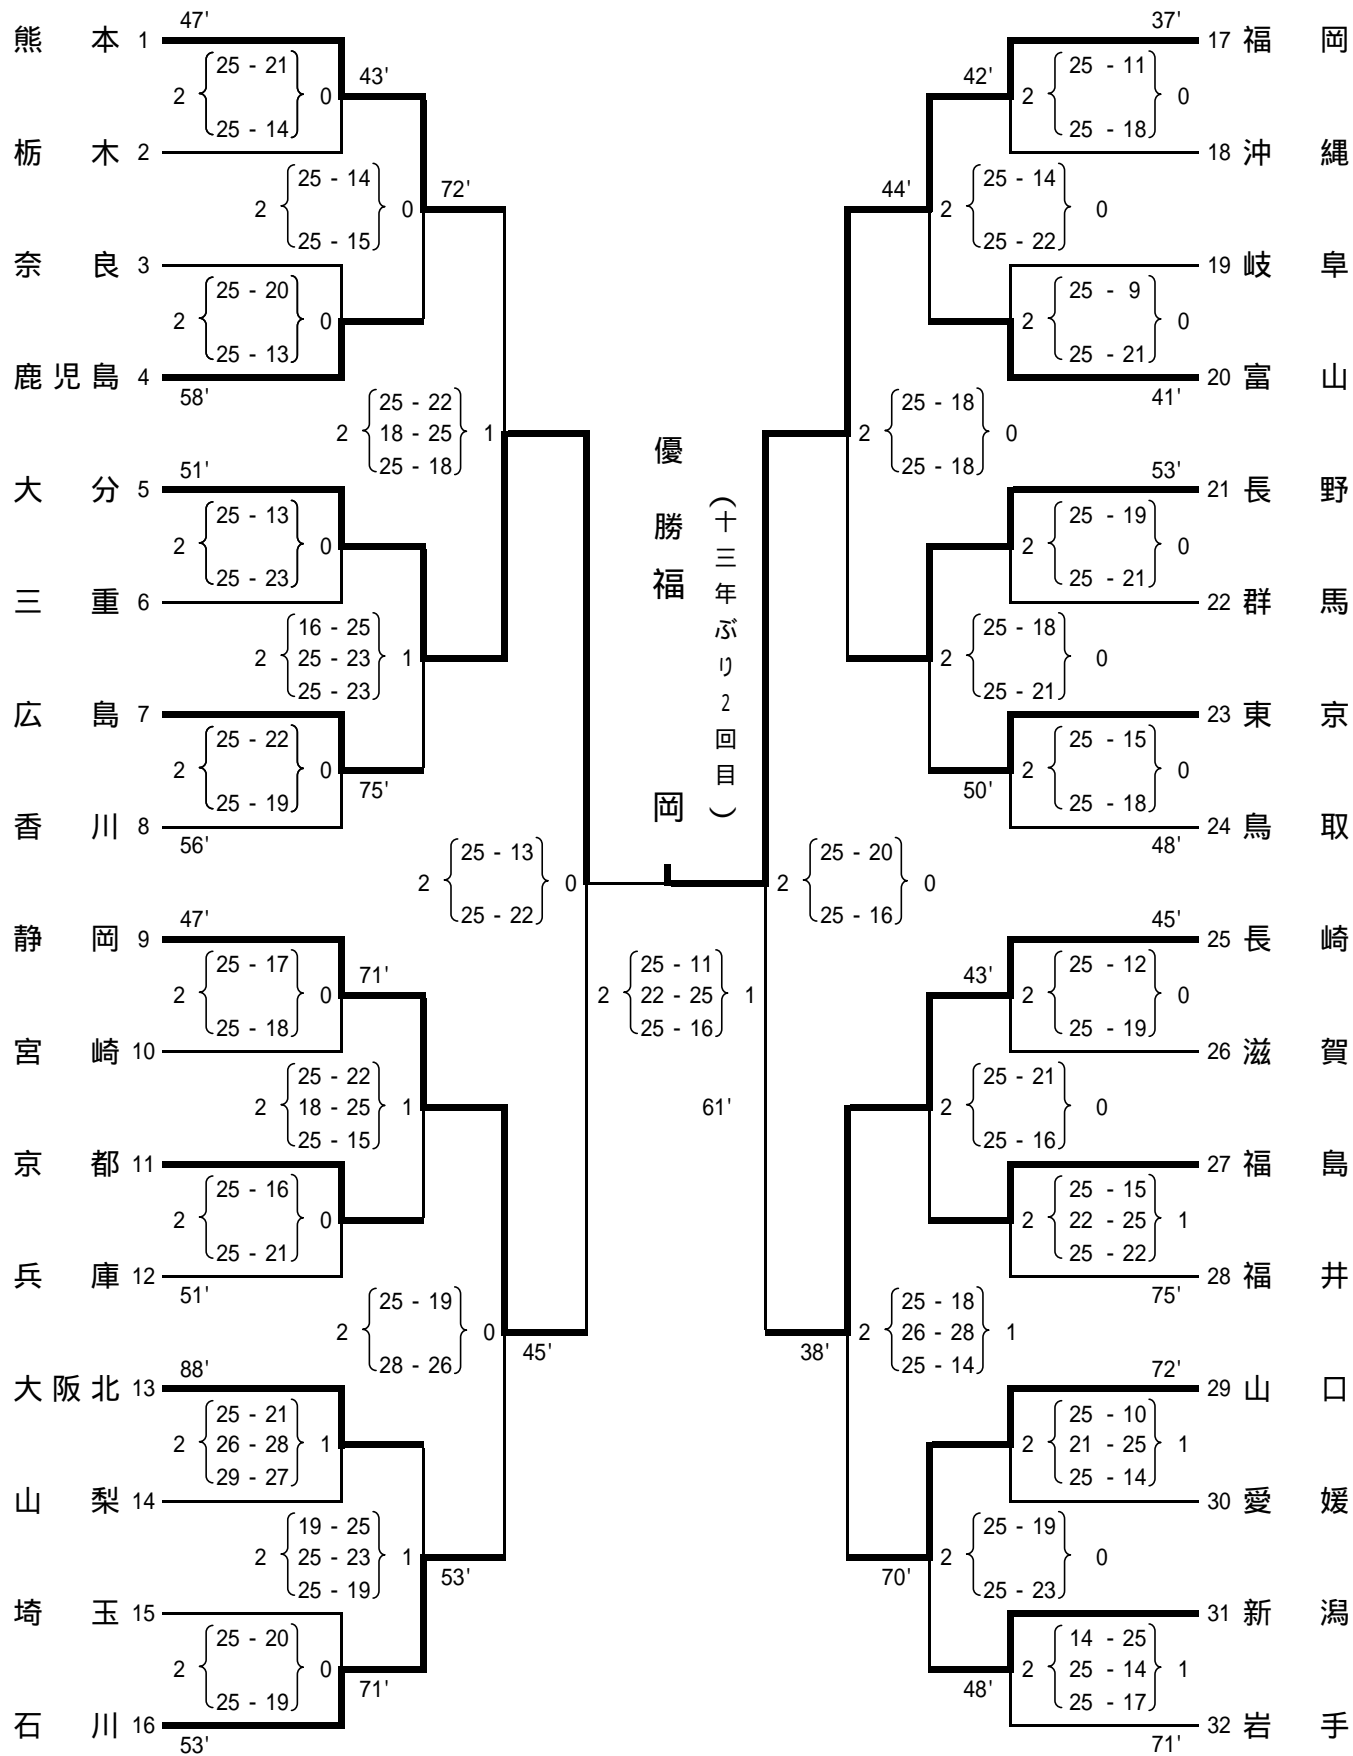 47'
熊本 1
25 - 21
2 0
25 - 14
43'
栃木 2
25 - 14
2 0
25 - 15
72'
奈良 3
25 - 20
2 0
25 - 13
鹿児島 4
58'
25 - 22
2 18 - 25 1
25 - 18
51'
大分 5
25 - 13
2 0
25 - 23
三重 6
16 - 25
2 25 - 23 1
25 - 23
広島 7
25 - 22
2 0
25 - 19
75'
香川 8
56'
25 - 13
2 0
25 - 22
47'
静岡 9
25 - 17
2 0
25 - 18
71'
宮崎 10
25 - 22
2 18 - 25 1
25 - 15
京都 11
25 - 16
2 0
25 - 21
兵庫 12
51'
25 - 19
2 0
28 - 26
45'
88'
大阪北 13
25 - 21
2 26 - 28 1
29 - 27
山梨 14
19 - 25
2 25 - 23 1
25 - 19
53'
埼玉 15
25 - 20
2 0
25 - 19
71'
石川 16
53'
優勝福岡
(十三年ぶり2回目)
25 - 11
2 22 - 25 1
25 - 16
61'
37'
17 福岡
42'
25 - 11
2 0
25 - 18
18 沖縄
44'
25 - 14
2 0
25 - 22
19 岐阜
25 - 9
2 0
25 - 21
20 富山
41'
25 - 18
2 0
25 - 18
53'
21 長野
25 - 19
2 0
25 - 21
22 群馬
25 - 18
2 0
25 - 21
23 東京
25 - 15
2 0
25 - 18
50'
24 鳥取
48'
25 - 20
2 0
25 - 16
45'
25 長崎
43'
25 - 12
2 0
25 - 19
26 滋賀
25 - 21
2 0
25 - 16
27 福島
25 - 15
2 22 - 25 1
25 - 22
28 福井
75'
25 - 18
2 26 - 28 1
25 - 14
38'
72'
29 山口
25 - 10
2 21 - 25 1
25 - 14
30 愛媛
25 - 19
2 0
25 - 23
70'
31 新潟
14 - 25
2 25 - 14 1
25 - 17
48'
32 岩手
71'